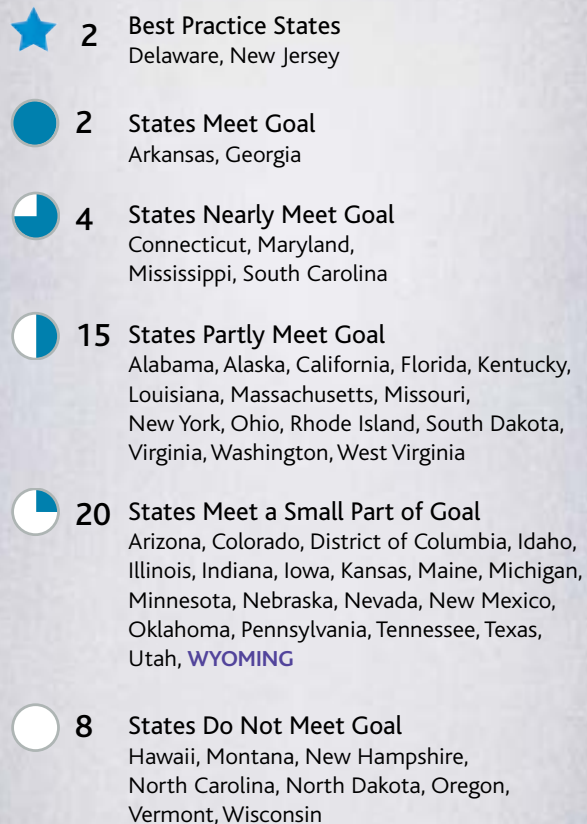 2 Best Practice States
Delaware, New Jersey
2 States Meet Goal
Arkansas, Georgia
4 States Nearly Meet Goal
Connecticut, Maryland,
Mississippi, South Carolina
15 States Partly Meet Goal
Alabama, Alaska, California, Florida, Kentucky,
Louisiana, Massachusetts, Missouri,
New York, Ohio, Rhode Island, South Dakota,
Virginia, Washington, West Virginia
20 States Meet a Small Part of Goal
Arizona, Colorado, District of Columbia, Idaho,
Illinois, Indiana, Iowa, Kansas, Maine, Michigan,
Minnesota, Nebraska, Nevada, New Mexico,
Oklahoma, Pennsylvania, Tennessee, Texas,
Utah, WYOMING
8 States Do Not Meet Goal
Hawaii, Montana, New Hampshire,
North Carolina, North Dakota, Oregon,
Vermont, Wisconsin